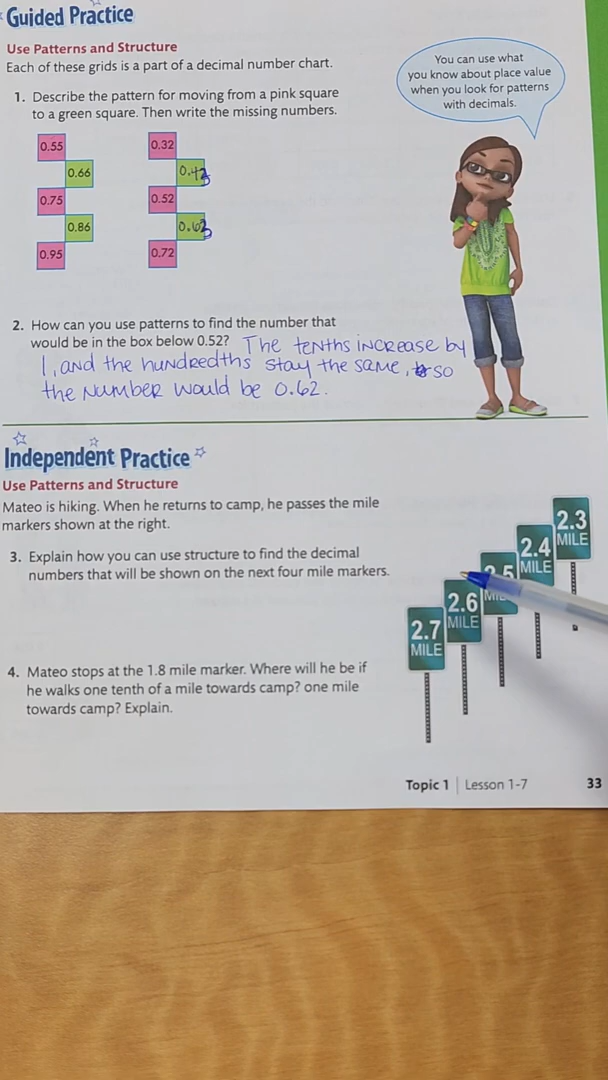 Guided Practice
Use Patterns and Structure
Each of these grids is a part of a decimal number chart.
You can use what
you know about place value
when you look for patterns
with decimals.
1. Describe the pattern for moving from a pink square
to a green square. Then write the missing numbers.
0.55
0.66
0.75
0.86
0.95
0.32
0.43
0.52
0.63
0.72
2. How can you use patterns to find the number that
would be in the box below 0.52? The tenths increase by
1, and the hundredths stay the same, so
the number would be 0.62.
Independent Practice
Use Patterns and Structure
Mateo is hiking. When he returns to camp, he passes the mile
markers shown at the right.
3. Explain how you can use structure to find the decimal
numbers that will be shown on the next four mile markers.
2.3
MILE
2.4
MILE
2.5
MILE
2.6
MILE
2.7
MILE
4. Mateo stops at the 1.8 mile marker. Where will he be if
he walks one tenth of a mile towards camp? one mile
towards camp? Explain.
Topic 1 | Lesson 1-7 33